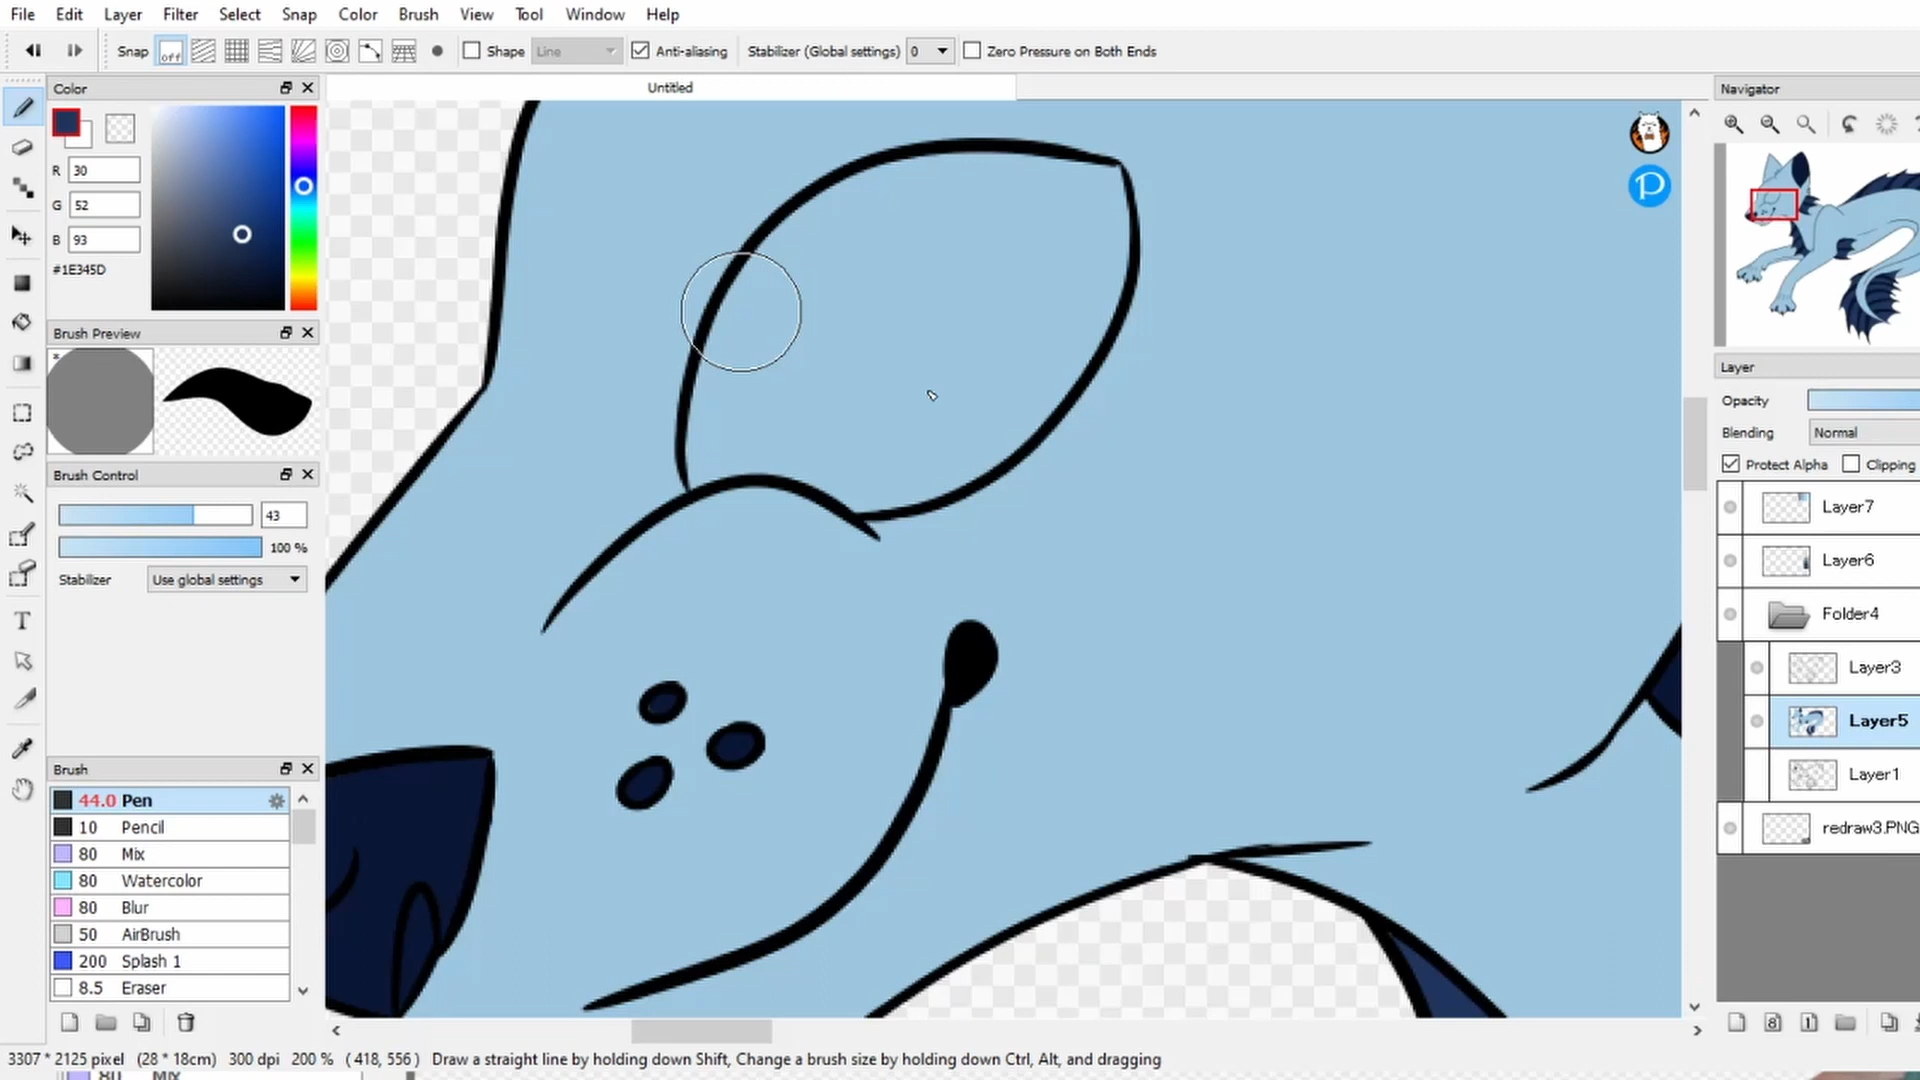 File Edit Layer Filter Select Snap Color Brush View Tool Window Help
Snap off Shape Line Anti-aliasing Stabilizer (Global settings) 0 Zero Pressure on Both Ends
Color
Untitled
Navigator
R 30
G 52
B 93
#1E345D
P
Brush Preview
*
Brush Control
43
100 %
Stabilizer Use global settings
Layer
Opacity
Blending Normal
Protect Alpha Clipping
Layer7
Layer6
Folder4
Layer3
Layer5
Layer1
redraw3.PNG
Brush
44.0 Pen
10 Pencil
80 Mix
80 Watercolor
80 Blur
50 AirBrush
200 Splash 1
8.5 Eraser
T
8 1
3307 * 2125 pixel (28 * 18cm) 300 dpi 200 % ( 418, 556 ) Draw a straight line by holding down Shift, Change a brush size by holding down Ctrl, Alt, and dragging
80 Mix